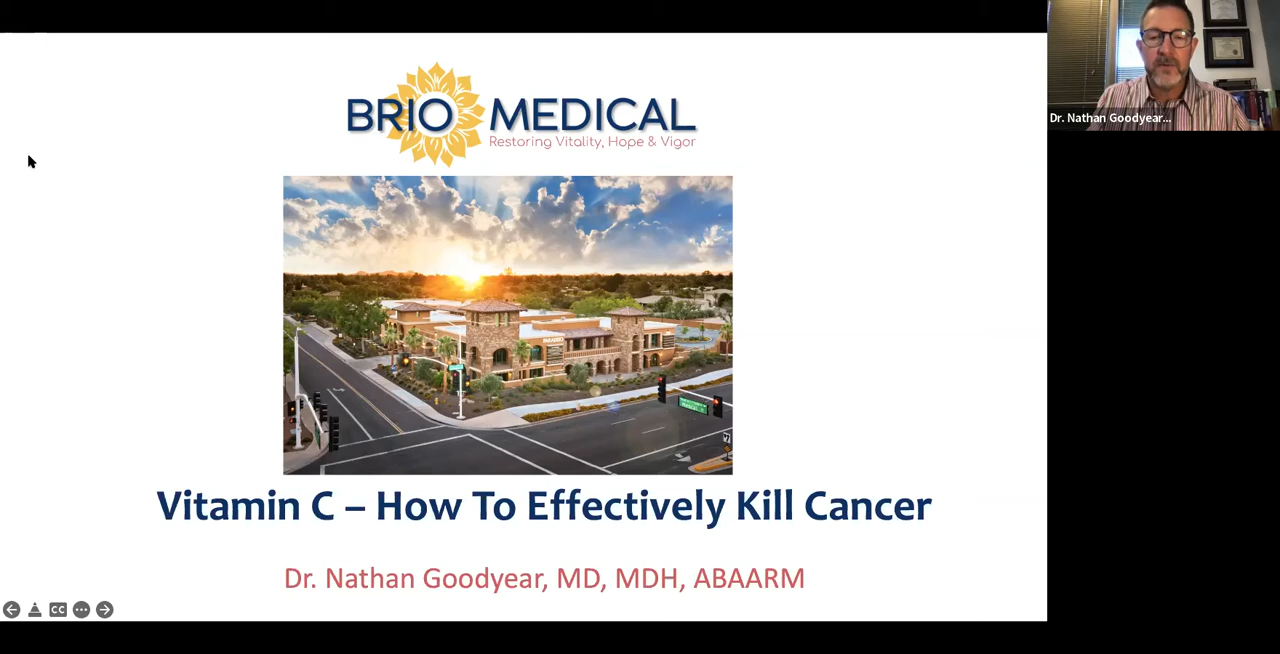 BRIO MEDICAL
Restoring Vitality, Hope & Vigor
Vitamin C – How To Effectively Kill Cancer
Dr. Nathan Goodyear, MD, MDH, ABAARM
CC
Dr. Nathan Goodyear...